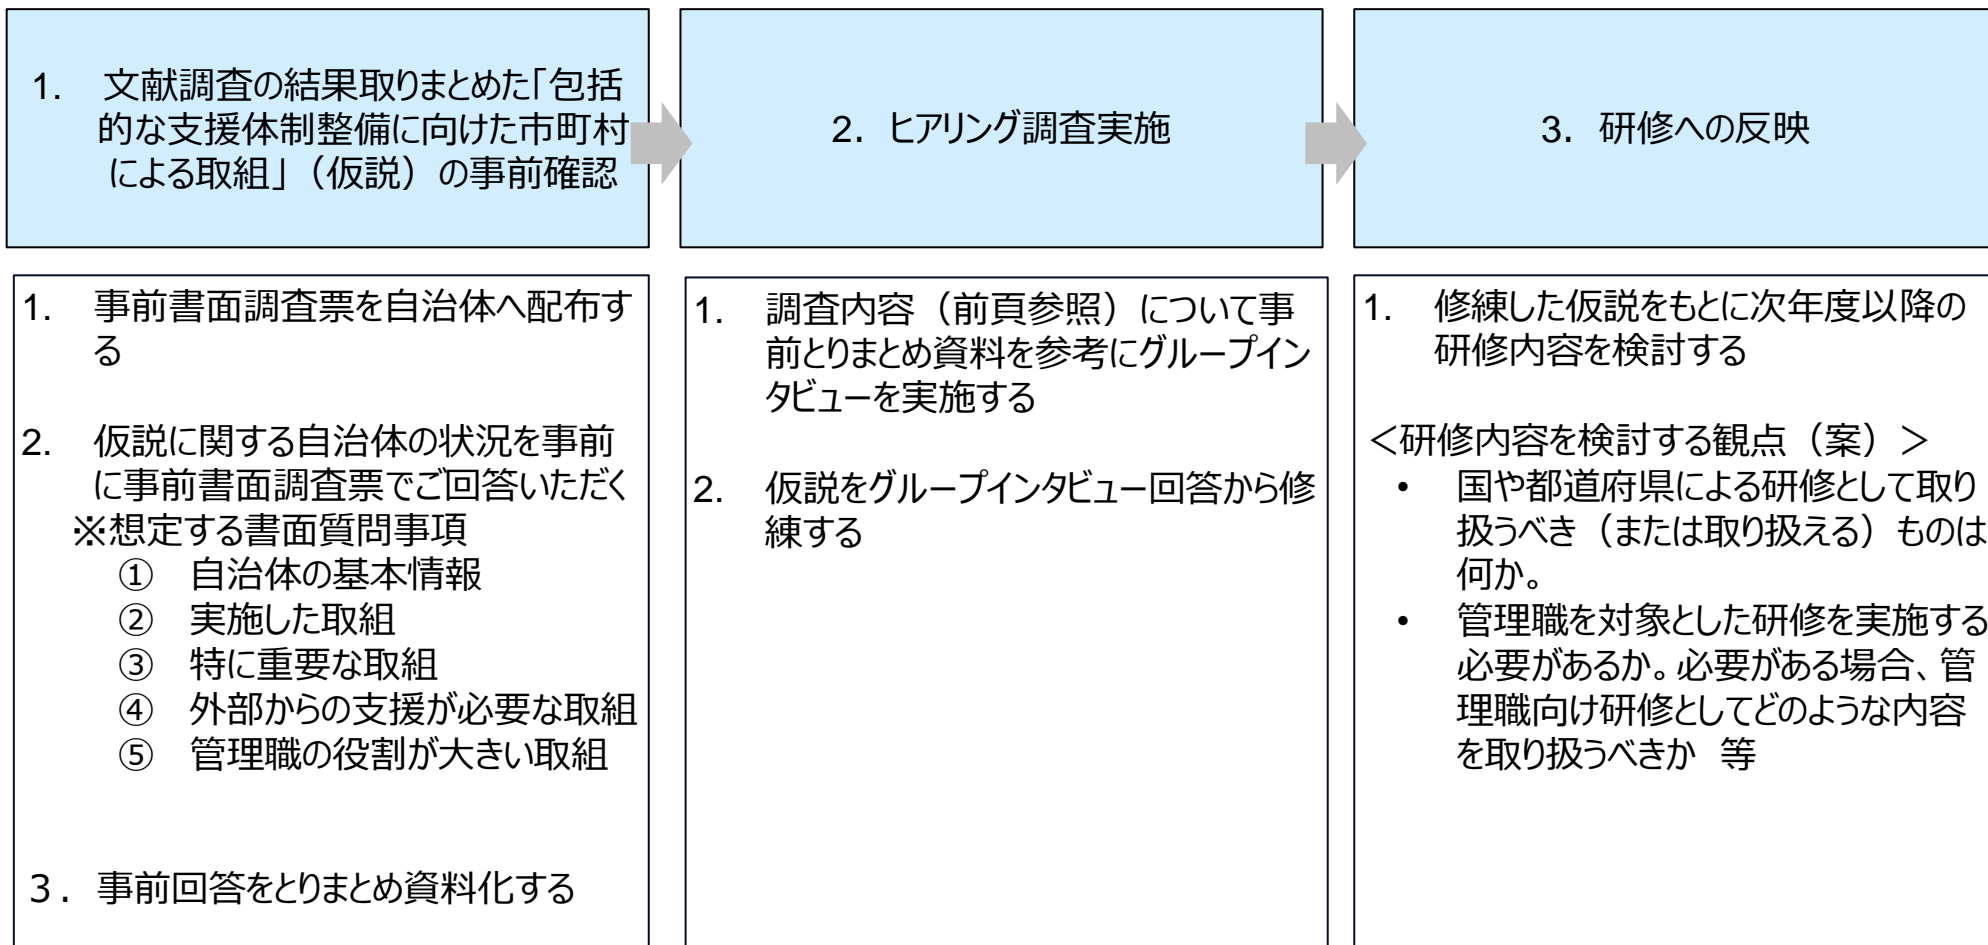 1. 文献調査の結果取りまとめた「包括
的な支援体制整備に向けた市町村
による取組」（仮説）の事前確認
2. ヒアリング調査実施
3. 研修への反映
1. 事前書面調査票を自治体へ配布す
る
2. 仮説に関する自治体の状況を事前
に事前書面調査票でご回答いただく
※想定する書面質問事項
① 自治体の基本情報
② 実施した取組
③ 特に重要な取組
④ 外部からの支援が必要な取組
⑤ 管理職の役割が大きい取組
３. 事前回答をとりまとめ資料化する
1. 調査内容（前頁参照）について事
前とりまとめ資料を参考にグループイン
タビューを実施する
2. 仮説をグループインタビュー回答から修
練する
1. 修練した仮説をもとに次年度以降の
研修内容を検討する
＜研修内容を検討する観点（案）＞
• 国や都道府県による研修として取り
扱うべき（または取り扱える）ものは
何か。
• 管理職を対象とした研修を実施する
必要があるか。必要がある場合、管
理職向け研修としてどのような内容
を取り扱うべきか 等